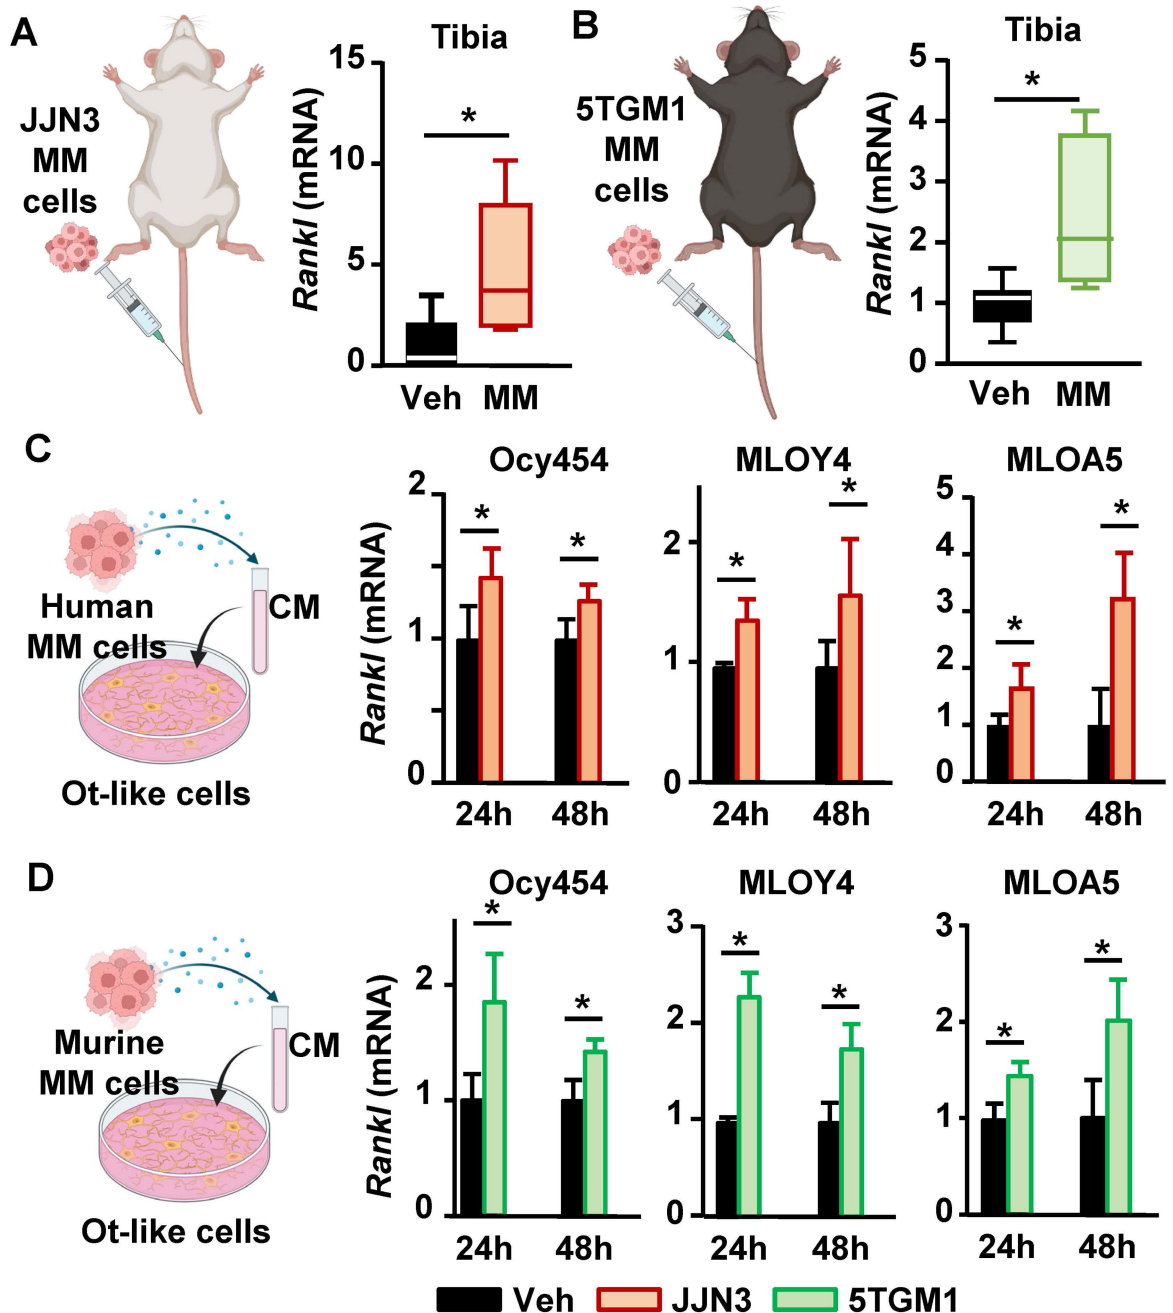 A
JJN3
MM
cells
Tibia
Rankl (mRNA)
15
10
5
0
*
Veh MM
B
5TGM1
MM
cells
Tibia
Rankl (mRNA)
5
4
3
2
1
0
*
Veh MM
C
Human
MM cells
CM
Ot-like cells
Rankl (mRNA)
Ocy454
2
1
0
*
*
24h 48h
MLOY4
2
1
0
*
*
24h 48h
MLOA5
5
4
3
2
1
0
*
*
24h 48h
D
Murine
MM cells
CM
Ot-like cells
Rankl (mRNA)
Ocy454
2
1
0
*
*
24h 48h
MLOY4
3
2
1
0
*
*
24h 48h
MLOA5
3
2
1
0
*
*
24h 48h
Veh JJN3 5TGM1